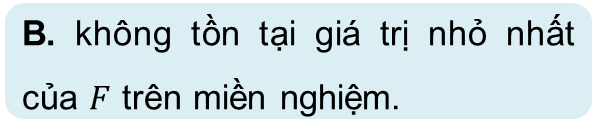 B. không tồn tại giá trị nhỏ nhất
của F trên miền nghiệm.